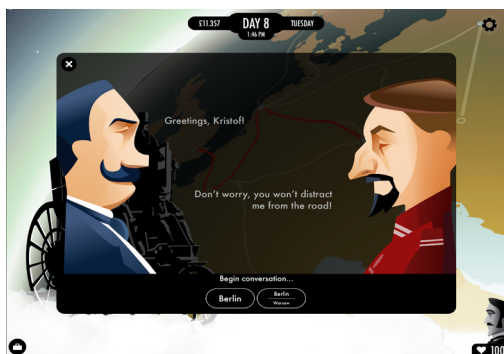 £11.357 DAY 8 TUESDAY
1:46 PM
Greetings, Kristof!
Don't worry, you won't distract
me from the road!
Begin conversation...
Berlin
Berlin
Warsaw
100